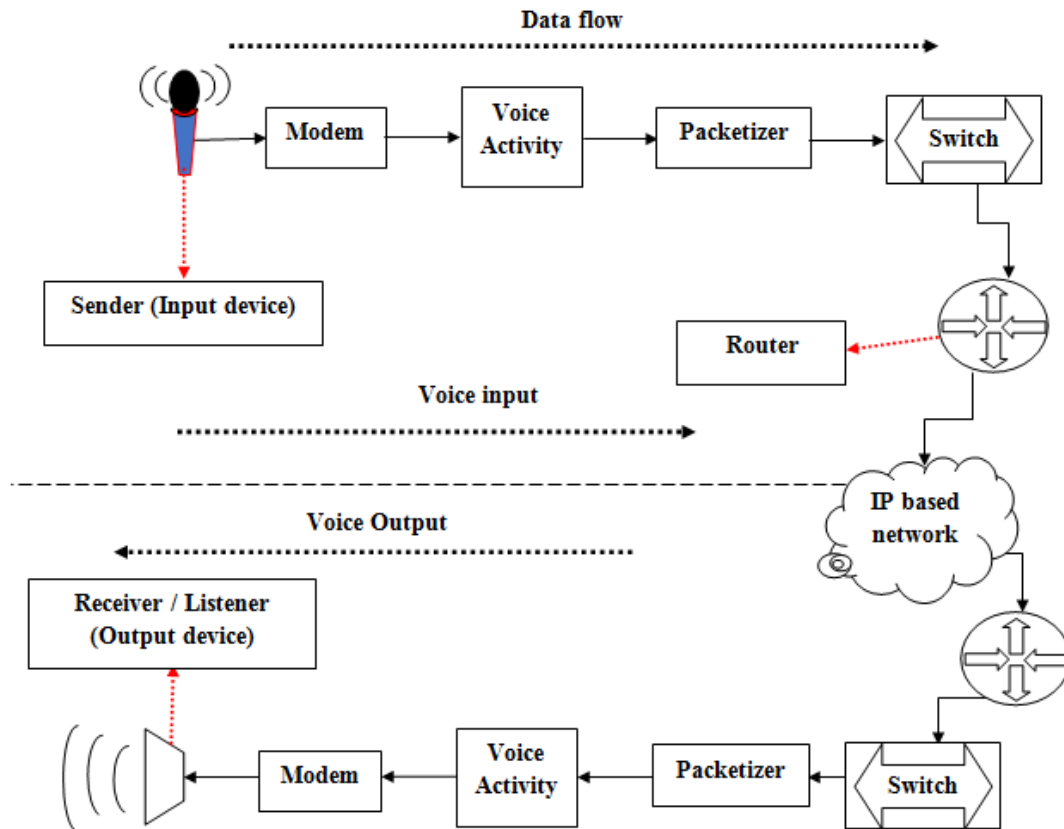 Data flow
Modem
Voice
Activity
Packetizer
Switch
Sender (Input device)
Router
Voice input
IP based
network
Voice Output
Receiver / Listener
(Output device)
Modem
Voice
Activity
Packetizer
Switch